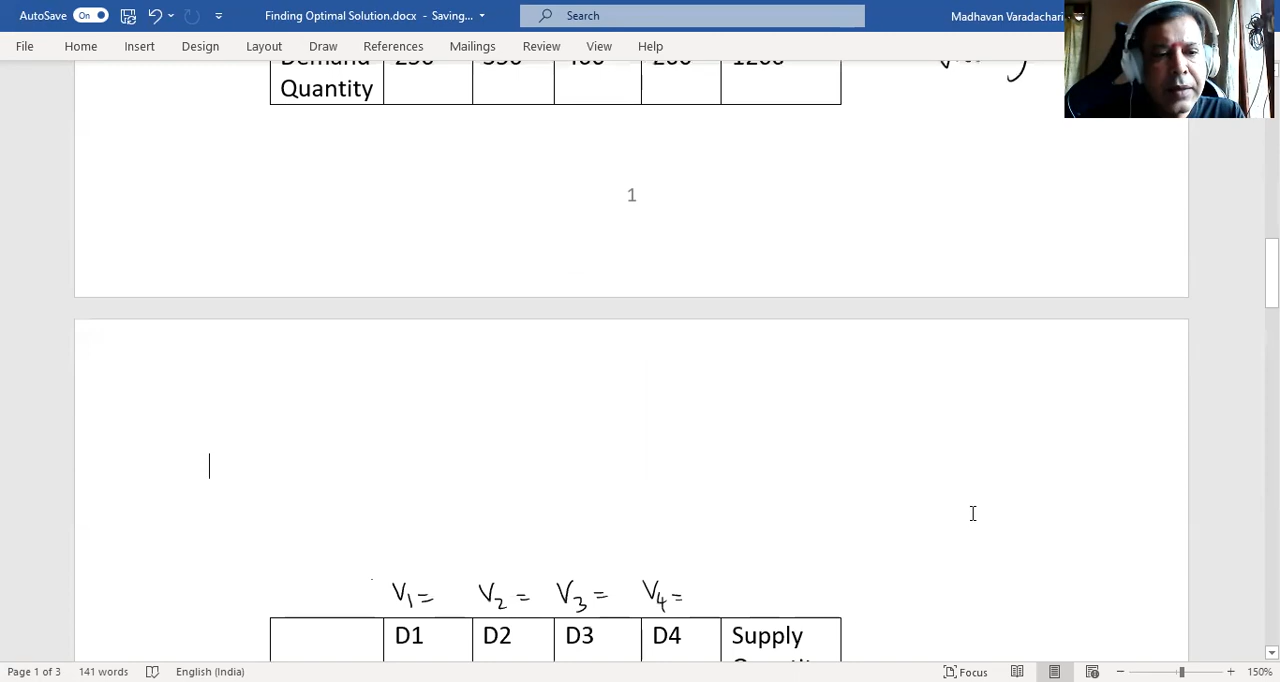 AutoSave On Finding Optimal Solution.docx - Saving... Search Madhavan Varadachari
File Home Insert Design Layout Draw References Mailings Review View Help
Demand
Quantity
1
V1= V2= V3= V4=
D1 D2 D3 D4 Supply
Page 1 of 3 141 words English (India) Focus 150%